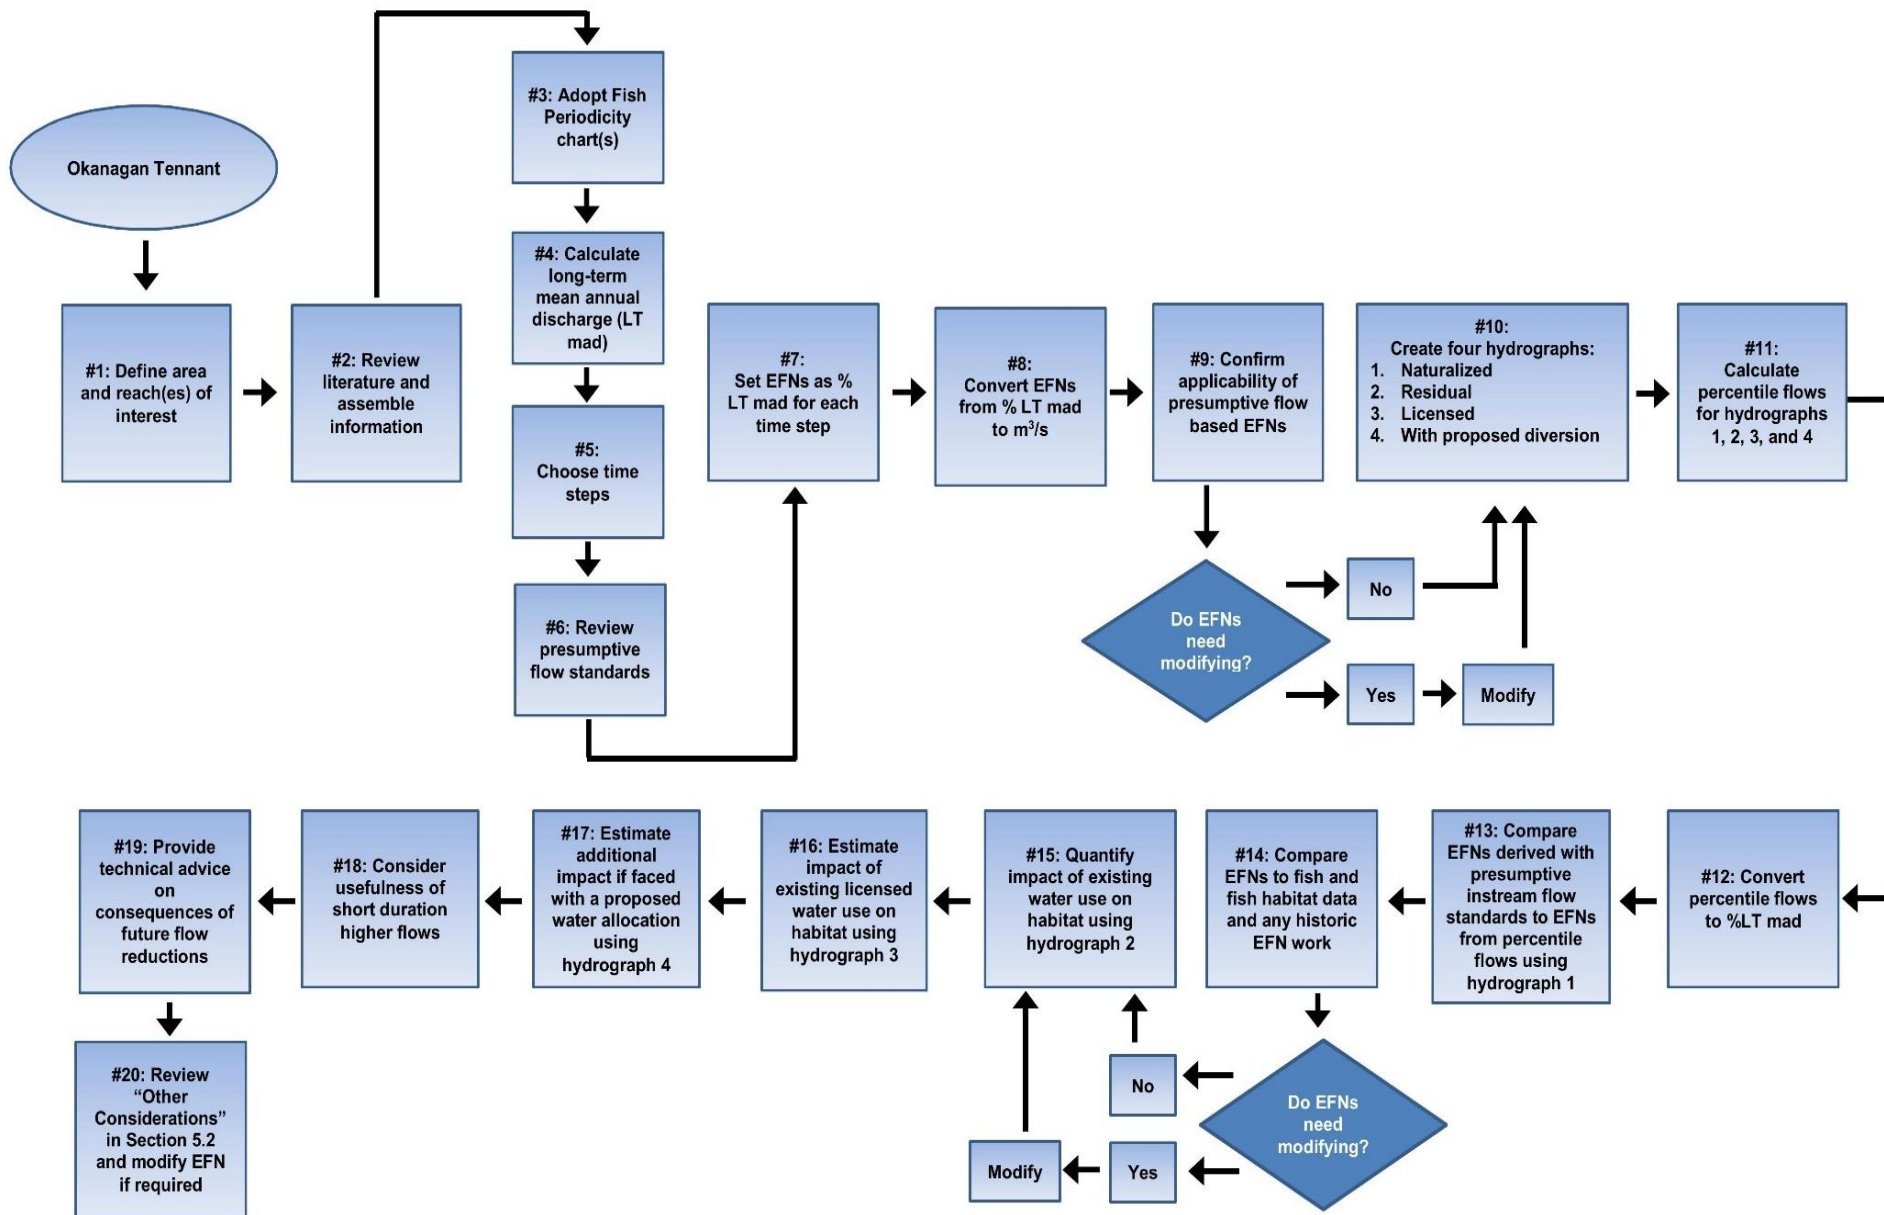 Okanagan Tennant
#1: Define area
and reach(es) of
interest
#2: Review
literature and
assemble
information
#3: Adopt Fish
Periodicity
chart(s)
#4: Calculate
long-term
mean annual
discharge (LT
mad)
#5:
Choose time
steps
#6: Review
presumptive
flow standards
#7:
Set EFNs as %
LT mad for each
time step
#8:
Convert EFNs
from % LT mad
to m³/s
#9: Confirm
applicability of
presumptive flow
based EFNs
Do EFNs
need
modifying?
No
Yes
Modify
#10:
Create four hydrographs:
1. Naturalized
2. Residual
3. Licensed
4. With proposed diversion
#11:
Calculate
percentile flows
for hydrographs
1, 2, 3, and 4
#12: Convert
percentile flows
to %LT mad
#13: Compare
EFNs derived with
presumptive
instream flow
standards to EFNs
from percentile
flows using
hydrograph 1
#14: Compare
EFNs to fish and
fish habitat data
and any historic
EFN work
Do EFNs
need
modifying?
No
Yes
Modify
#15: Quantify
impact of existing
water use on
habitat using
hydrograph 2
#16: Estimate
impact of
existing licensed
water use on
habitat using
hydrograph 3
#17: Estimate
additional
impact if faced
with a proposed
water allocation
using
hydrograph 4
#18: Consider
usefulness of
short duration
higher flows
#19: Provide
technical advice
on
consequences of
future flow
reductions
#20: Review
“Other
Considerations”
in Section 5.2
and modify EFN
if required